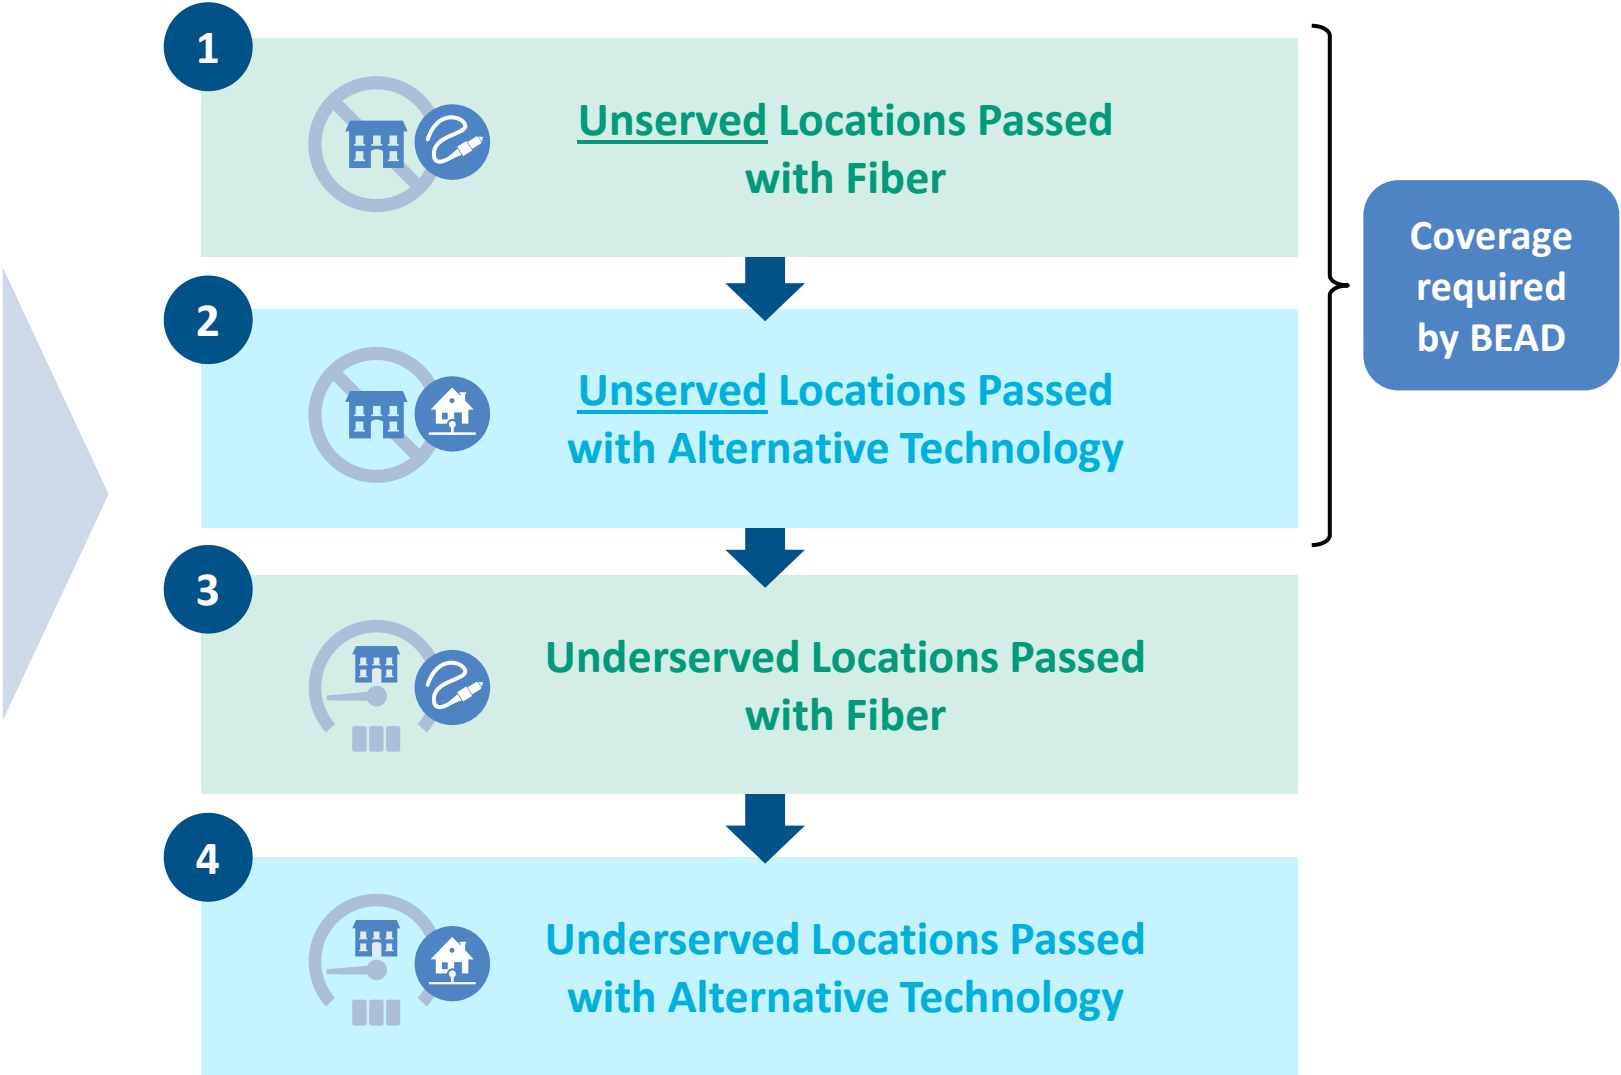 1
Unserved Locations Passed
with Fiber
2
Unserved Locations Passed
with Alternative Technology
Coverage
required
by BEAD
3
Underserved Locations Passed
with Fiber
4
Underserved Locations Passed
with Alternative Technology